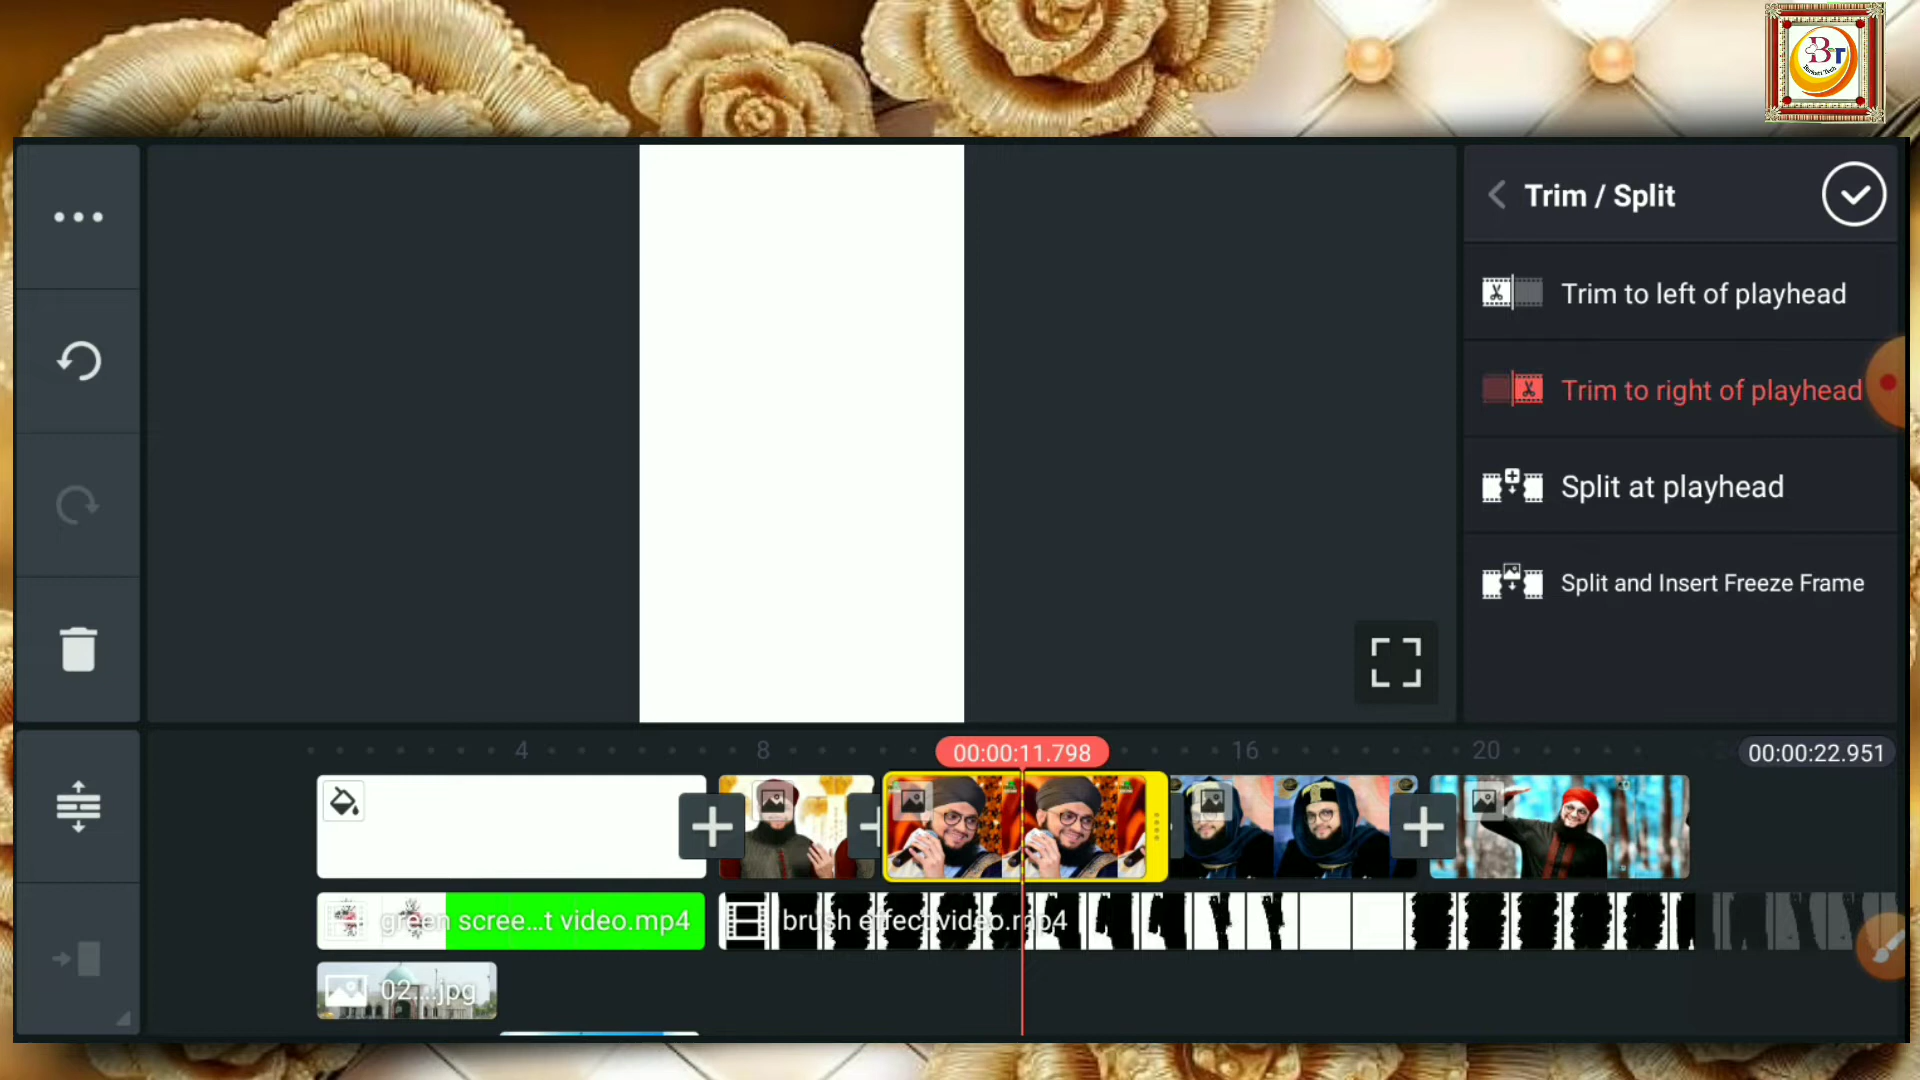 BT
Trim / Split
Trim to left of playhead
Trim to right of playhead
Split at playhead
Split and Insert Freeze Frame
4
8
00:00:11.798
16
20
00:00:22.951
green scree...t video.mp4
brush effect video.mp4
02....jpg